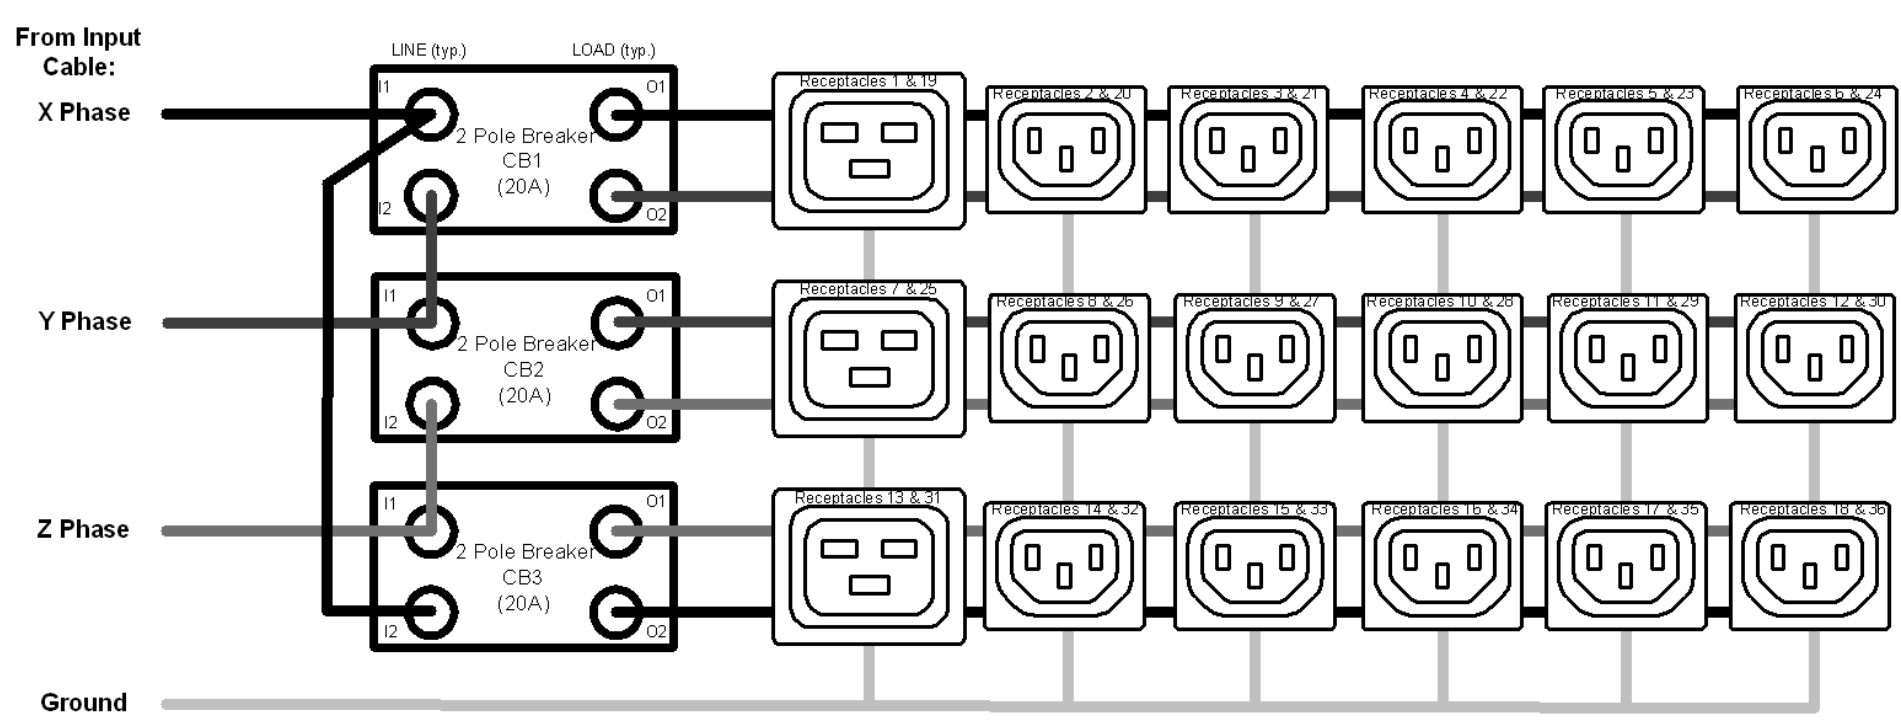 From Input
Cable:
LINE (typ.)
LOAD (typ.)
X Phase
I1
O1
2 Pole Breaker
CB1
(20A)
I2
O2
Receptacles 1 & 19
Receptacles 2 & 20
Receptacles 3 & 21
Receptacles 4 & 22
Receptacles 5 & 23
Receptacles 6 & 24
Y Phase
I1
O1
2 Pole Breaker
CB2
(20A)
I2
O2
Receptacles 7 & 25
Receptacles 8 & 26
Receptacles 9 & 27
Receptacles 10 & 28
Receptacles 11 & 29
Receptacles 12 & 30
Z Phase
I1
O1
2 Pole Breaker
CB3
(20A)
I2
O2
Receptacles 13 & 31
Receptacles 14 & 32
Receptacles 15 & 33
Receptacles 16 & 34
Receptacles 17 & 35
Receptacles 18 & 36
Ground